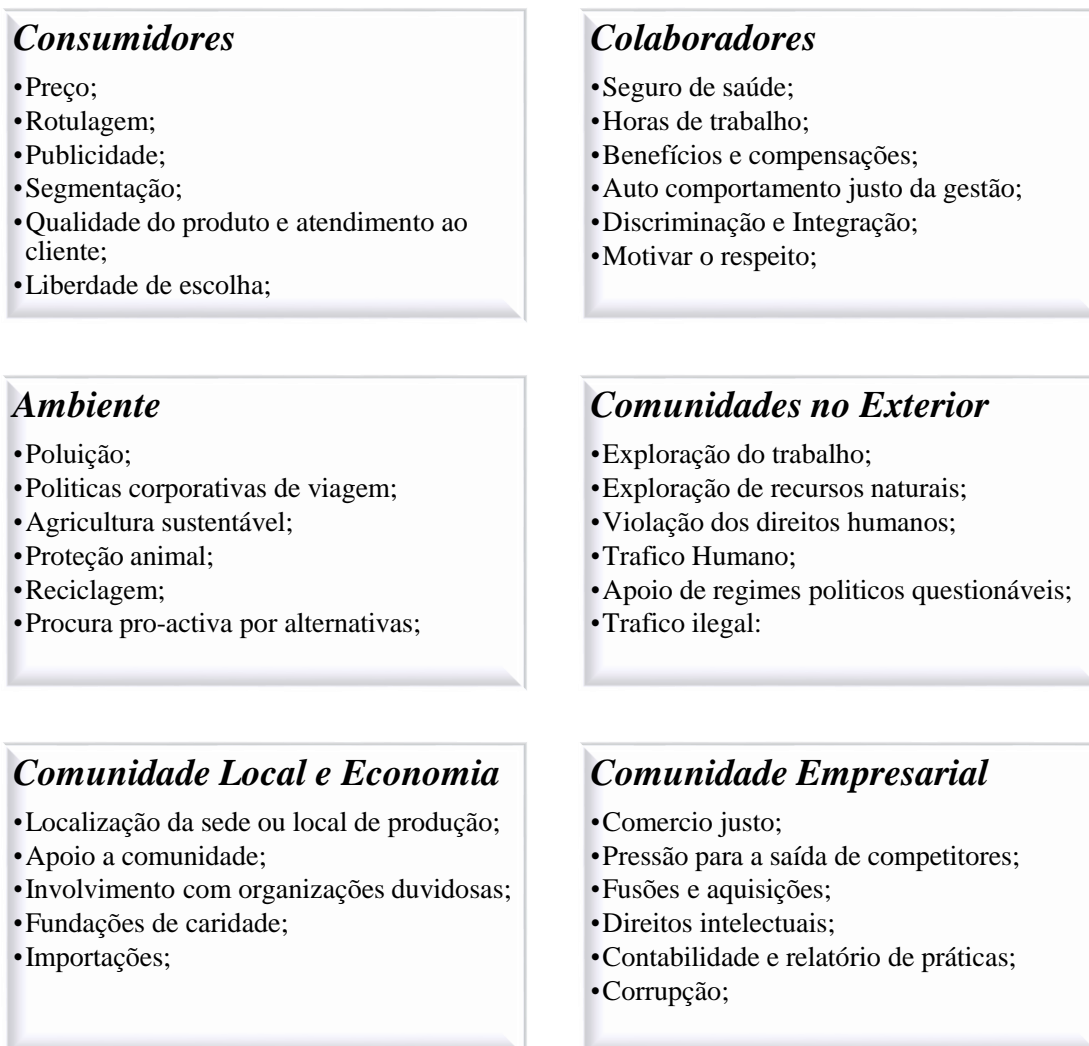 Consumidores
•Preço;
•Rotulagem;
•Publicidade;
•Segmentação;
•Qualidade do produto e atendimento ao
cliente;
•Liberdade de escolha;
Colaboradores
•Seguro de saúde;
•Horas de trabalho;
•Benefícios e compensações;
•Auto comportamento justo da gestão;
•Discriminação e Integração;
•Motivar o respeito;
Ambiente
•Poluição;
•Politicas corporativas de viagem;
•Agricultura sustentável;
•Proteção animal;
•Reciclagem;
•Procura pro-activa por alternativas;
Comunidades no Exterior
•Exploração do trabalho;
•Exploração de recursos naturais;
•Violação dos direitos humanos;
•Trafico Humano;
•Apoio de regimes politicos questionáveis;
•Trafico ilegal:
Comunidade Local e Economia
•Localização da sede ou local de produção;
•Apoio a comunidade;
•Involvimento com organizações duvidosas;
•Fundações de caridade;
•Importações;
Comunidade Empresarial
•Comercio justo;
•Pressão para a saída de competitores;
•Fusões e aquisições;
•Direitos intelectuais;
•Contabilidade e relatório de práticas;
•Corrupção;